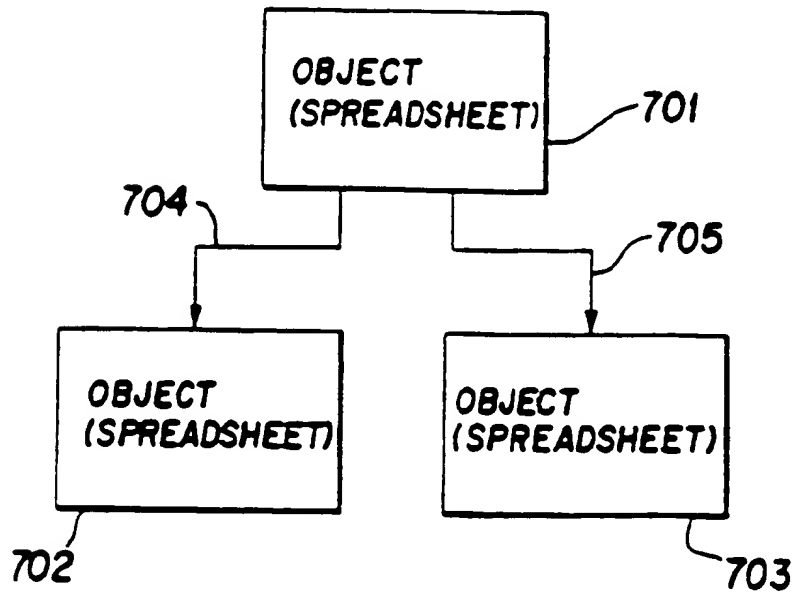 OBJECT
(SPREADSHEET)
701
704
705
OBJECT
(SPREADSHEET)
OBJECT
(SPREADSHEET)
702
703